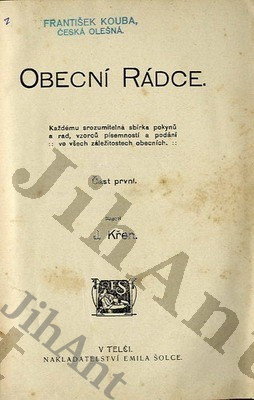 FRANTIŠEK KOUBA,
ČESKÁ OLEŠNÁ.
OBECNÍ RÁDCE.
Každému srozumitelná sbírka pokynů
a rad, vzorců písemností a podání
:: ve všech záležitostech obecních. ::
Část první.
Napsal
J. Křen.
V TELČI.
NAKLADATELSTVÍ EMILA ŠOLCE.
JihAnt
JihAnt